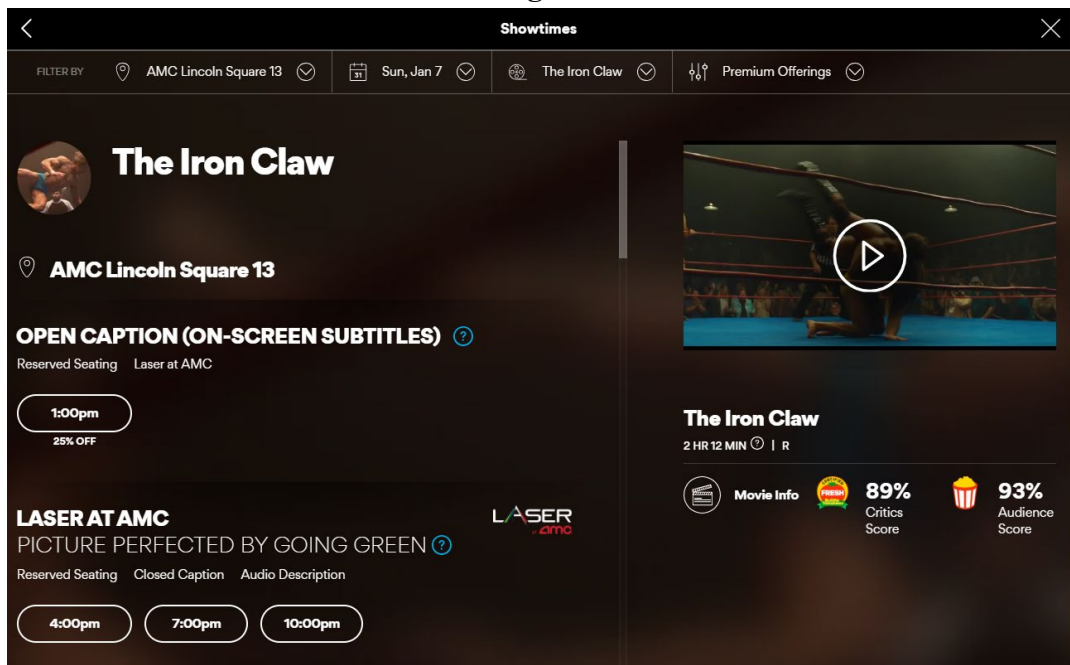 Showtimes
FILTER BY
AMC Lincoln Square 13
31
Sun, Jan 7
The Iron Claw
Premium Offerings
The Iron Claw
AMC Lincoln Square 13
OPEN CAPTION (ON-SCREEN SUBTITLES) ?
Reserved Seating Laser at AMC
1:00pm
25% OFF
LASER AT AMC
PICTURE PERFECTED BY GOING GREEN ?
Reserved Seating Closed Caption Audio Description
4:00pm 7:00pm 10:00pm
LASER
amc
The Iron Claw
2 HR 12 MIN ? | R
Movie Info
FRESH
89%
Critics
Score
93%
Audience
Score